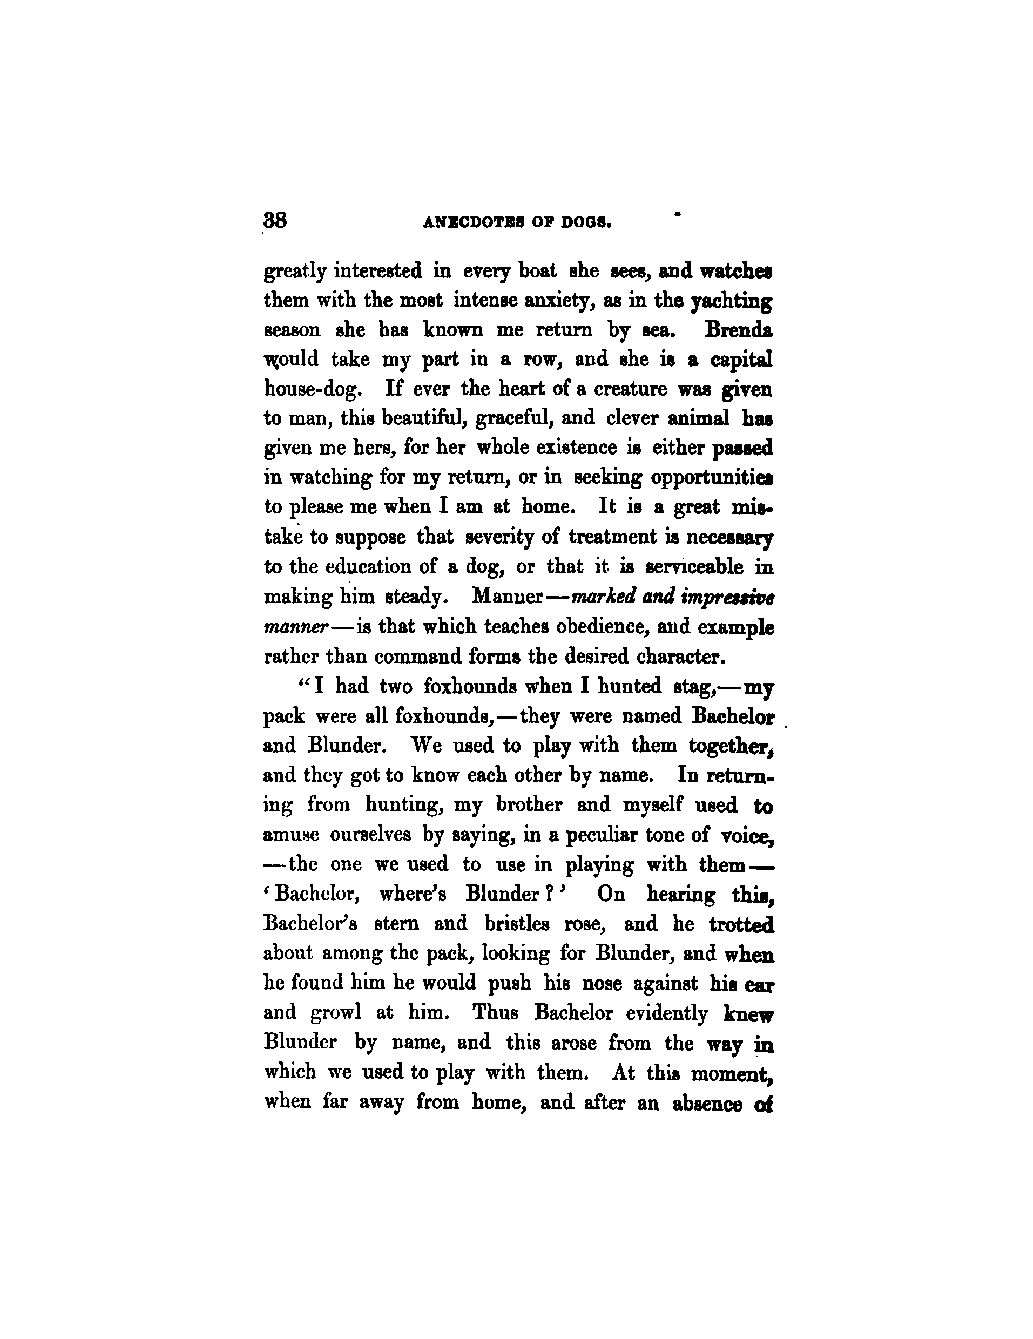 38 ANECDOTES OF DOGS.
greatly interested in every boat she sees, and watches
them with the most intense anxiety, as in the yachting
season she has known me return by sea. Brenda
would take my part in a row, and she is a capital
house-dog. If ever the heart of a creature was given
to man, this beautiful, graceful, and clever animal has
given me hers, for her whole existence is either passed
in watching for my return, or in seeking opportunities
to please me when I am at home. It is a great mis-
take to suppose that severity of treatment is necessary
to the education of a dog, or that it is serviceable in
making him steady. Manner—marked and impressive
manner—is that which teaches obedience, and example
rather than command forms the desired character.
“I had two foxhounds when I hunted stag,—my
pack were all foxhounds,—they were named Bachelor
and Blunder. We used to play with them together,
and they got to know each other by name. In return-
ing from hunting, my brother and myself used to
amuse ourselves by saying, in a peculiar tone of voice,
—the one we used to use in playing with them—
‘Bachelor, where's Blunder?’ On hearing this,
Bachelor's stern and bristles rose, and he trotted
about among the pack, looking for Blunder, and when
he found him he would push his nose against his ear
and growl at him. Thus Bachelor evidently knew
Blunder by name, and this arose from the way in
which we used to play with them. At this moment,
when far away from home, and after an absence of